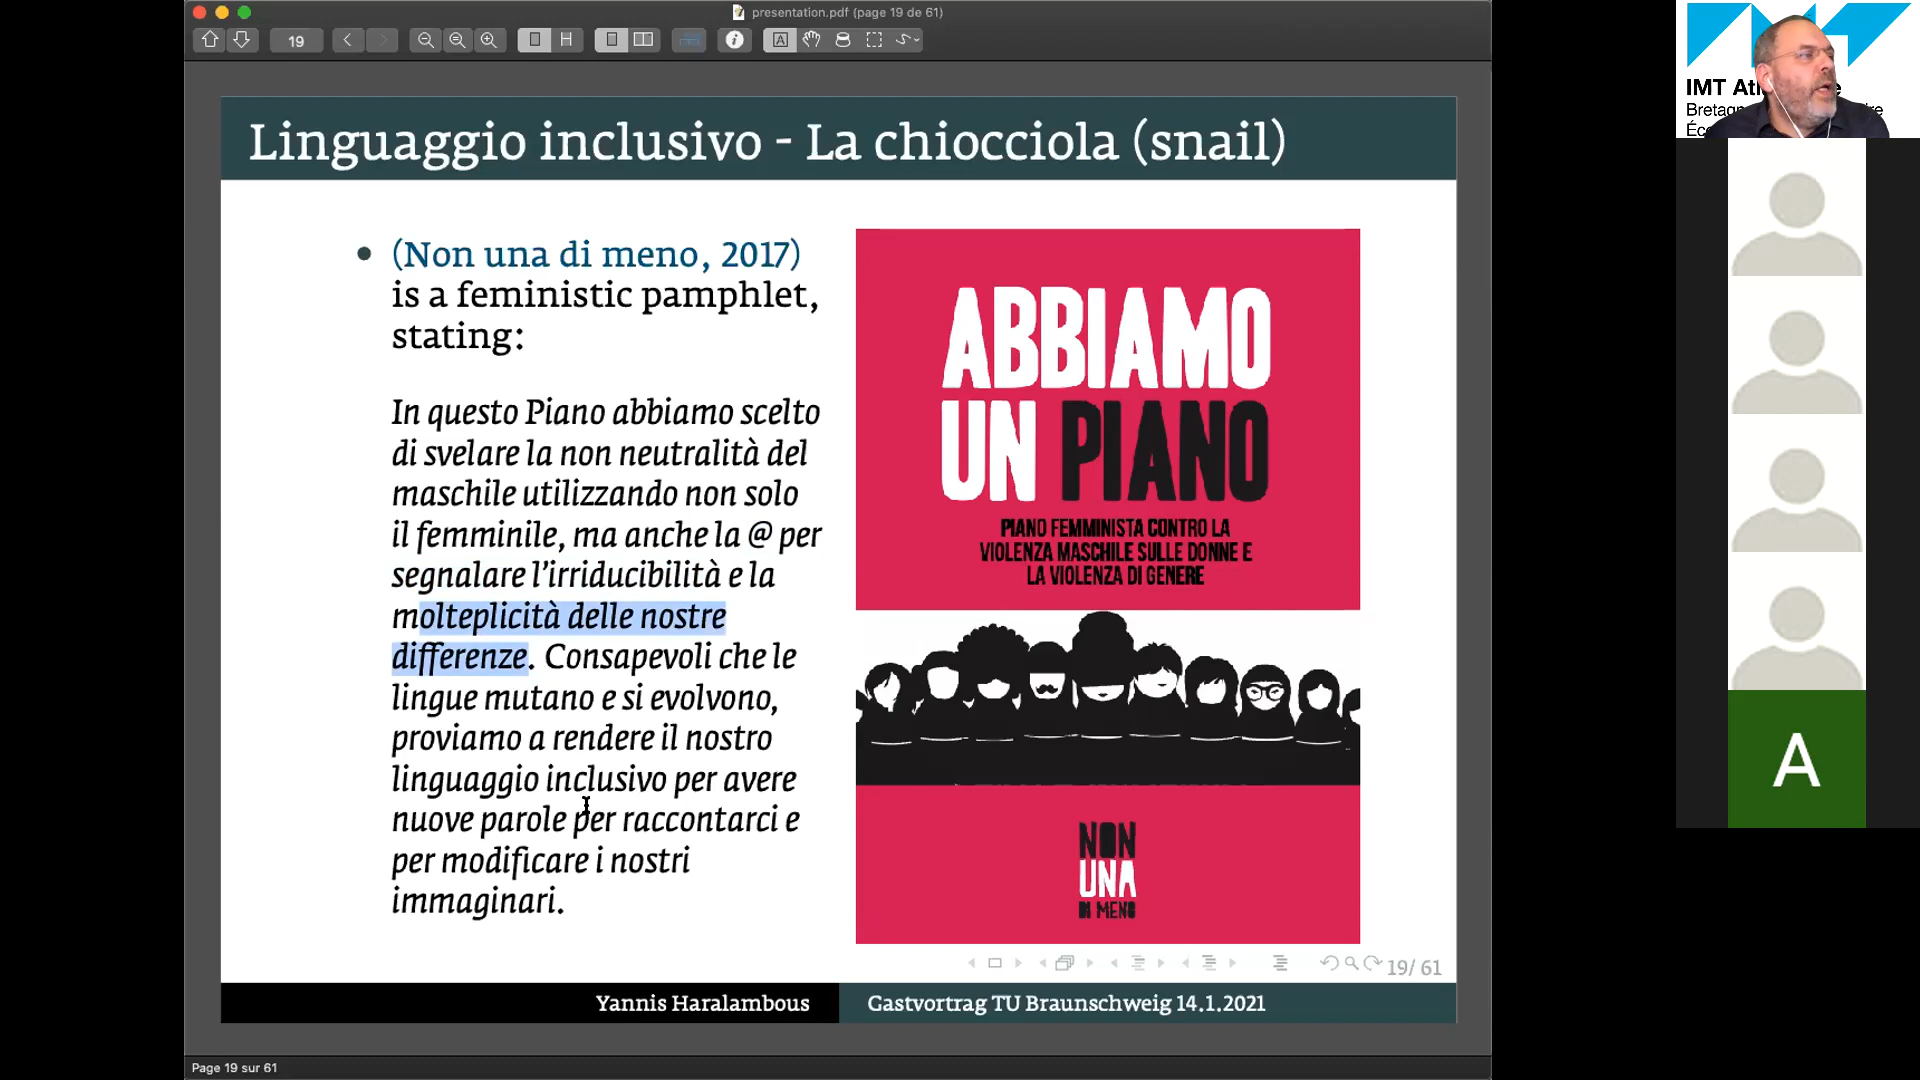 presentation.pdf (page 19 de 61)
19
Linguaggio inclusivo - La chiocciola (snail)
• (Non una di meno, 2017)
is a feministic pamphlet,
stating:
In questo Piano abbiamo scelto
di svelare la non neutralità del
maschile utilizzando non solo
il femminile, ma anche la @ per
segnalare l'irriducibilità e la
molteplicità delle nostre
differenze. Consapevoli che le
lingue mutano e si evolvono,
proviamo a rendere il nostro
linguaggio inclusivo per avere
nuove parole per raccontarci e
per modificare i nostri
immaginari.
ABBIAMO
UN PIANO
PIANO FEMMINISTA CONTRO LA
VIOLENZA MASCHILE SULLE DONNE E
LA VIOLENZA DI GENERE
NON
UNA
DI MENO
19/ 61
Yannis Haralambous
Gastvortrag TU Braunschweig 14.1.2021
Page 19 sur 61
IMT
A